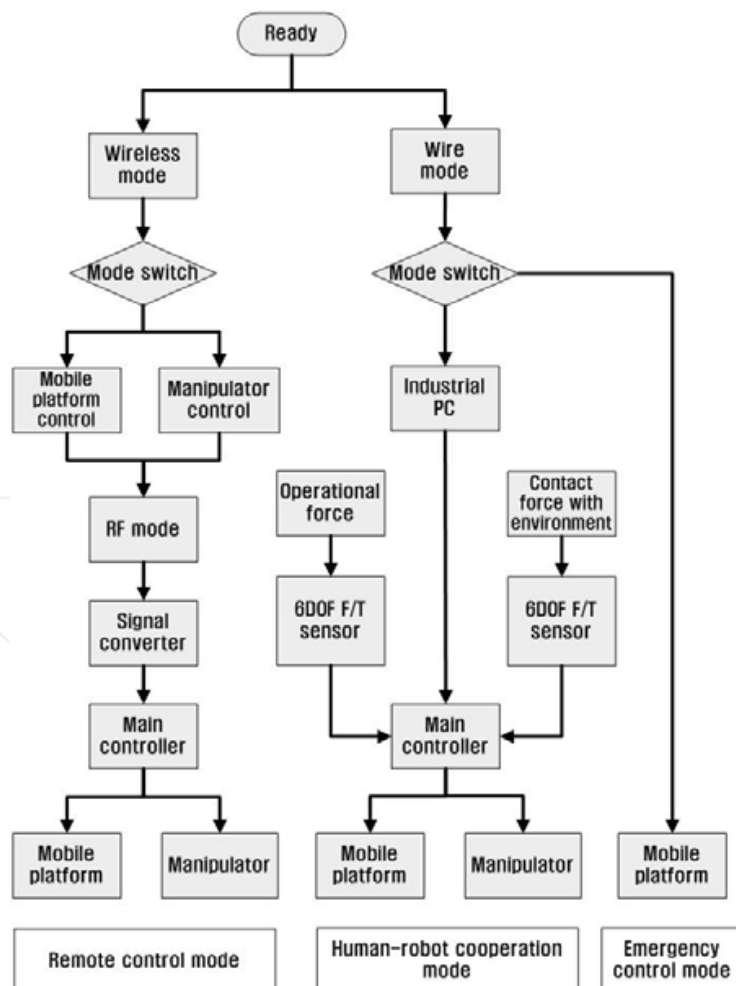 Ready
Wireless
mode
Wire
mode
Mode switch
Mode switch
Mobile
platform
control
Manipulator
control
Industrial
PC
Operational
force
Contact
force with
environment
RF mode
6DOF F/T
sensor
6DOF F/T
sensor
Signal
converter
Main
controller
Main
controller
Mobile
platform
Manipulator
Mobile
platform
Manipulator
Mobile
platform
Remote control mode
Human-robot cooperation
mode
Emergency
control mode